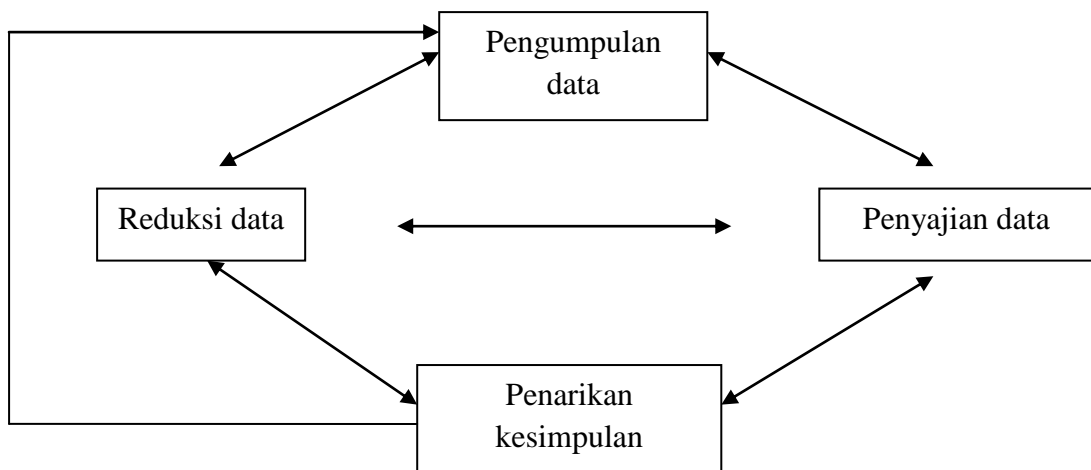 Pengumpulan
data
Reduksi data
Penyajian data
Penarikan
kesimpulan